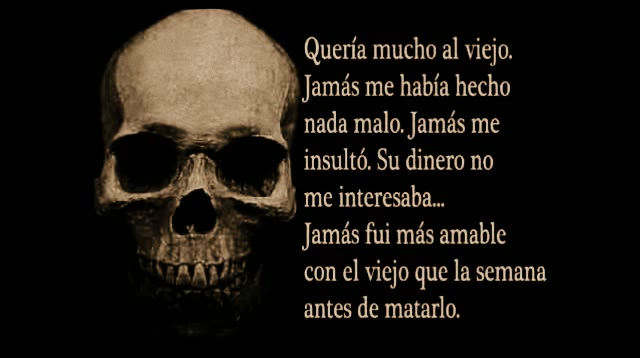 Quería mucho al viejo.
Jamás me había hecho
nada malo. Jamás me
insultó. Su dinero no
me interesaba...
Jamás fui más amable
con el viejo que la semana
antes de matarlo.